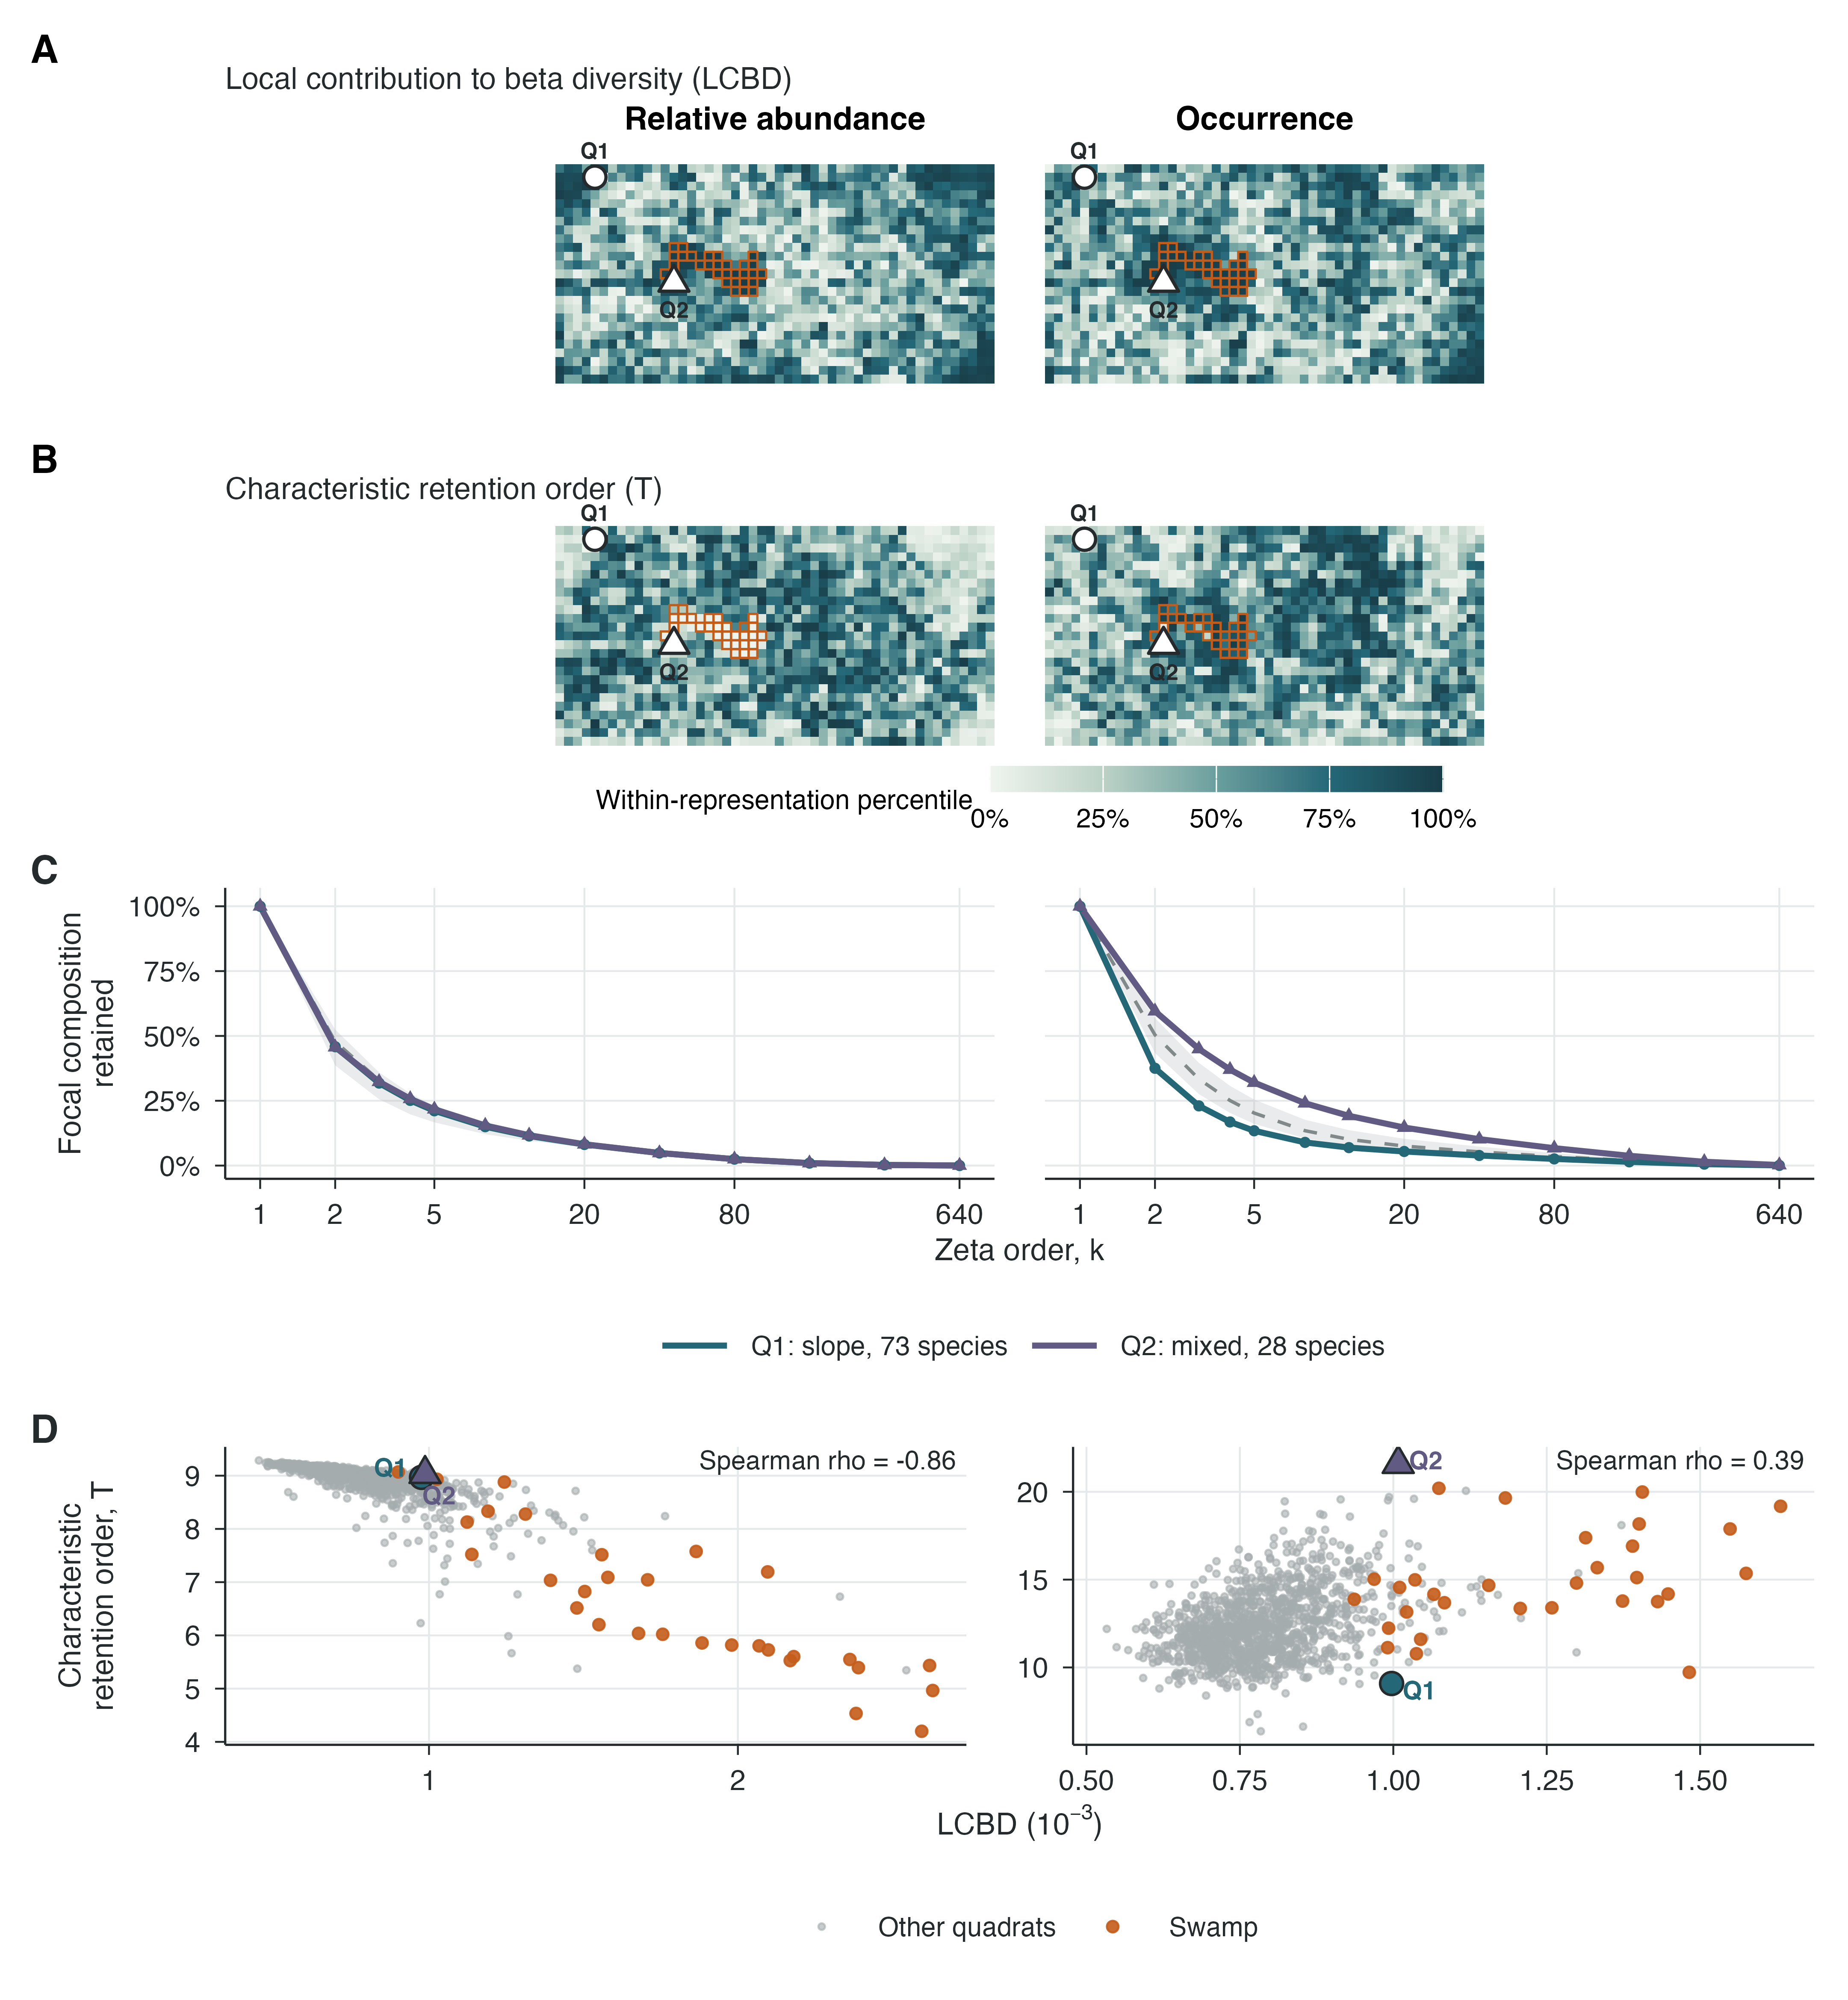 A
Local contribution to beta diversity (LCBD)
Relative abundance
Occurrence
Q1
Q1
Q2
Q2
B
Characteristic retention order (T)
Q1
Q1
Q2
Q2
Within-representation percentile
0% 25% 50% 75% 100%
C
Focal composition
retained
100%
75%
50%
25%
0%
1 2 5 20 80 640
1 2 5 20 80 640
Zeta order, k
Q1: slope, 73 species
Q2: mixed, 28 species
D
Characteristic
retention order, T
9
8
7
6
5
4
Q1
Q2
Spearman rho = -0.86
1 2
20
15
10
Q2
Spearman rho = 0.39
Q1
0.50 0.75 1.00 1.25 1.50
LCBD (10⁻³)
Other quadrats
Swamp